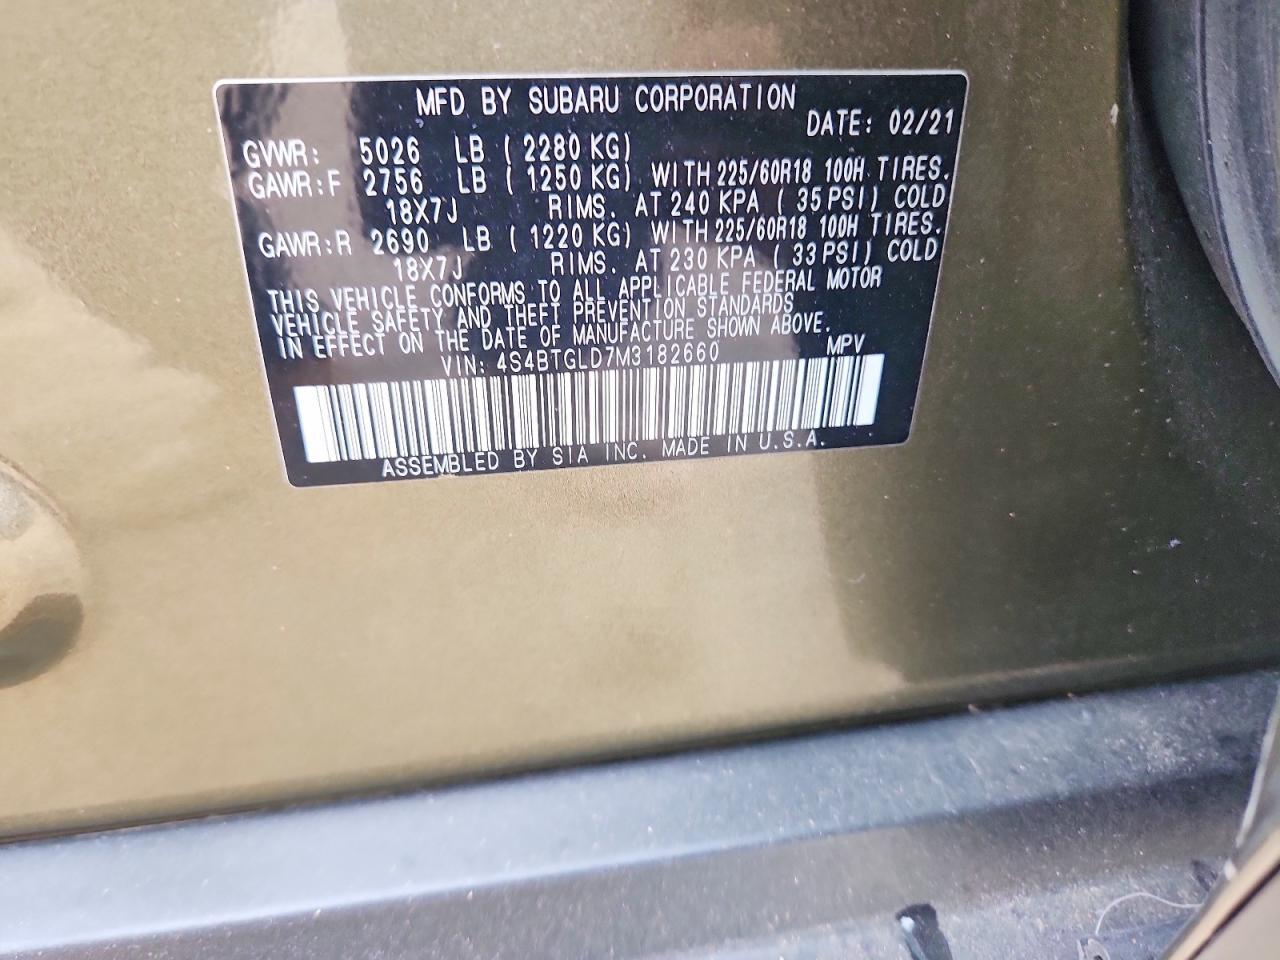 MFD BY SUBARU CORPORATION
DATE: 02/21
GVWR: 5026 LB ( 2280 KG)
GAWR:F 2756 LB ( 1250 KG) WITH 225/60R18 100H TIRES.
18X7J RIMS. AT 240 KPA ( 35 PSI) COLD
GAWR:R 2690 LB ( 1220 KG) WITH 225/60R18 100H TIRES.
18X7J RIMS. AT 230 KPA ( 33 PSI) COLD
THIS VEHICLE CONFORMS TO ALL APPLICABLE FEDERAL MOTOR
VEHICLE SAFETY AND THEFT PREVENTION STANDARDS
IN EFFECT ON THE DATE OF MANUFACTURE SHOWN ABOVE.
VIN: 4S4BTGLD7M3182660 MPV
ASSEMBLED BY SIA INC. MADE IN U.S.A.